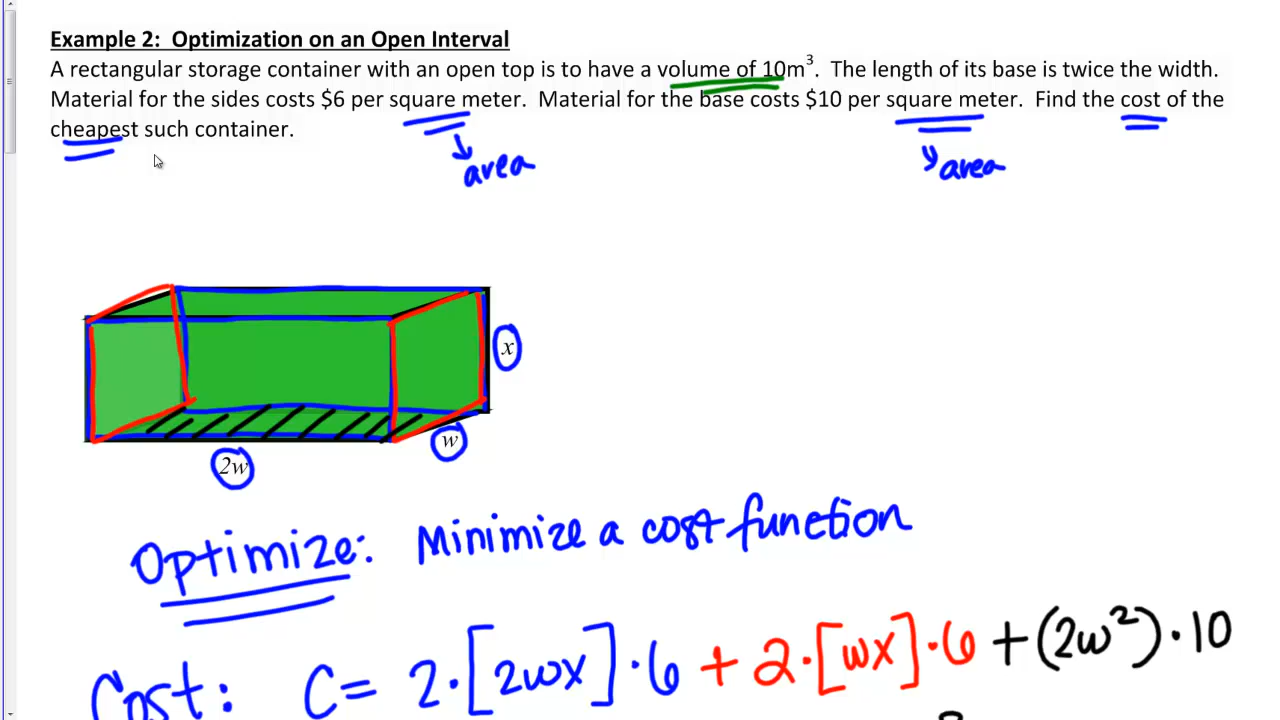 Example 2: Optimization on an Open Interval
A rectangular storage container with an open top is to have a volume of 10m³. The length of its base is twice the width.
Material for the sides costs $6 per square meter. Material for the base costs $10 per square meter. Find the cost of the
cheapest such container.
area area
x
w
2w
Optimize: Minimize a cost function
Cost: C= 2·[2wx]·6 + 2·[wx]·6 +(2w²)·10